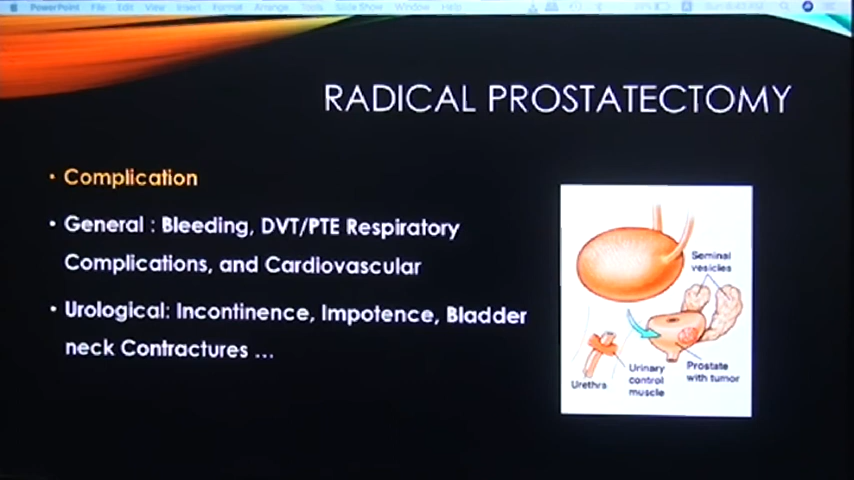 PowerPoint File Edit View Insert Format Arrange Tools Slide Show Window Help
RADICAL PROSTATECTOMY
• Complication
• General : Bleeding, DVT/PTE Respiratory
Complications, and Cardiovascular
• Urological: Incontinence, Impotence, Bladder
neck Contractures ...
Seminal
vesicles
Urethra
Urinary
control
muscle
Prostate
with tumor